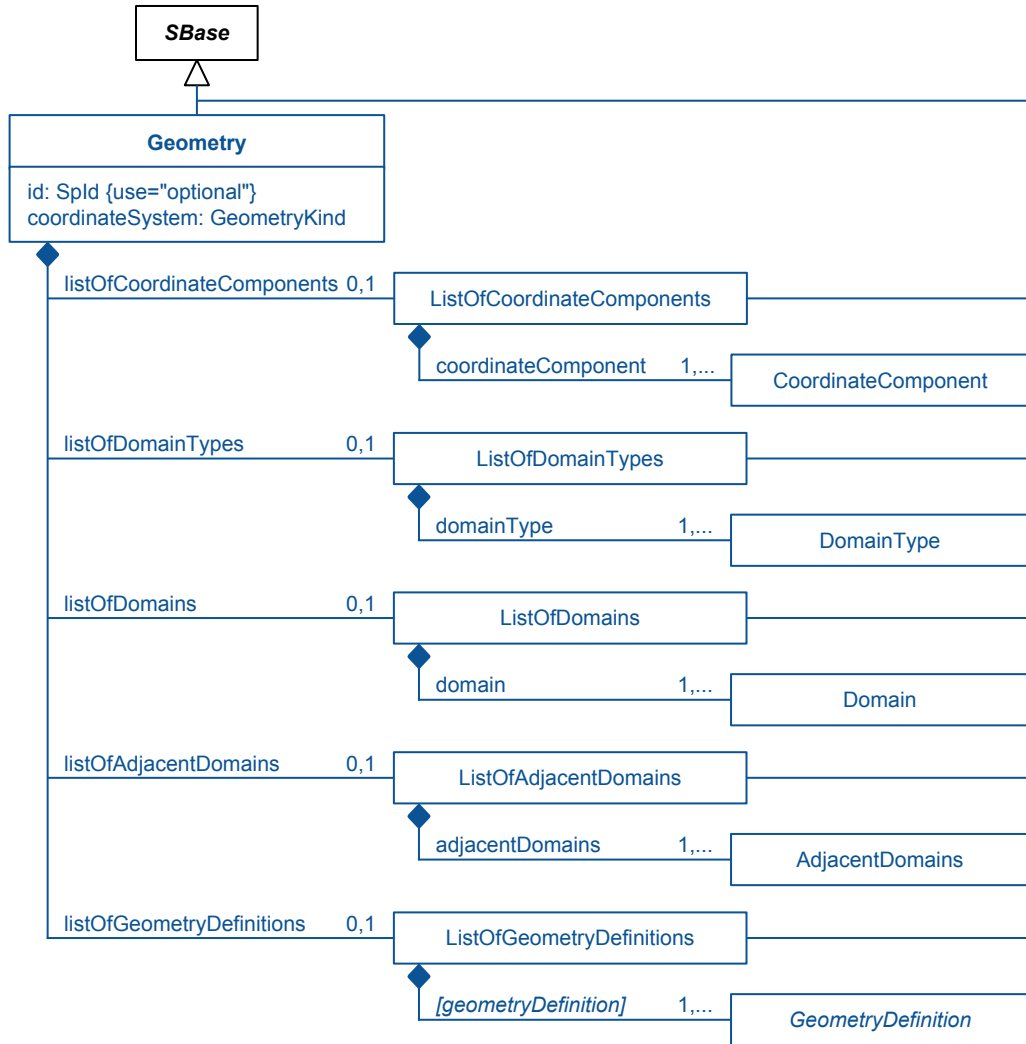 SBase
Geometry
id: SpId {use="optional"}
coordinateSystem: GeometryKind
listOfCoordinateComponents 0,1
ListOfCoordinateComponents
coordinateComponent 1,...
CoordinateComponent
listOfDomainTypes 0,1
ListOfDomainTypes
domainType 1,...
DomainType
listOfDomains 0,1
ListOfDomains
domain 1,...
Domain
listOfAdjacentDomains 0,1
ListOfAdjacentDomains
adjacentDomains 1,...
AdjacentDomains
listOfGeometryDefinitions 0,1
ListOfGeometryDefinitions
[geometryDefinition] 1,...
GeometryDefinition